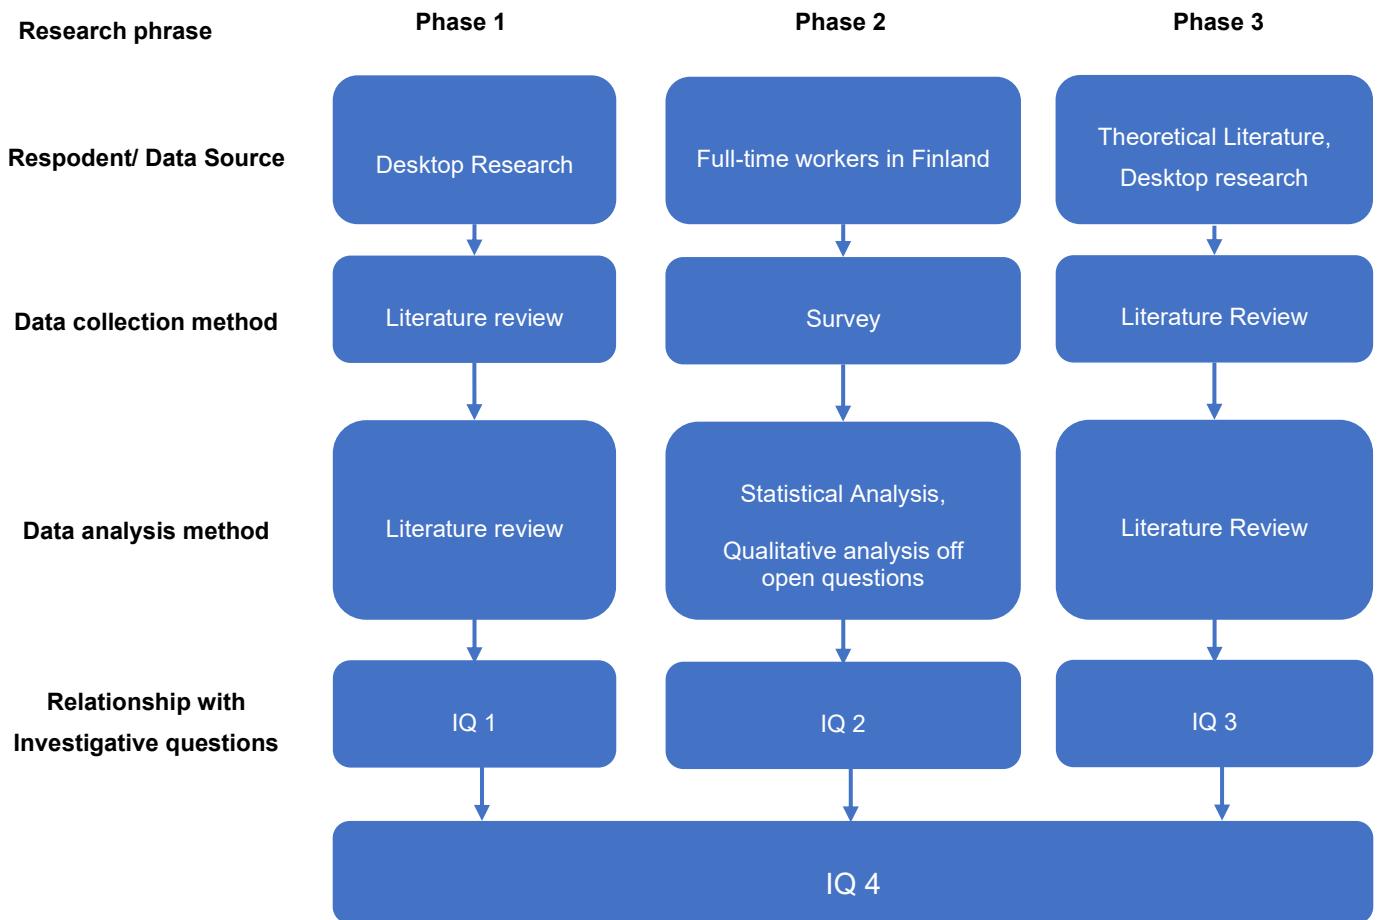 Research phrase
Phase 1
Phase 2
Phase 3
Respodent/ Data Source
Desktop Research
Full-time workers in Finland
Theoretical Literature,
Desktop research
Data collection method
Literature review
Survey
Literature Review
Data analysis method
Literature review
Statistical Analysis,
Qualitative analysis off
open questions
Literature Review
Relationship with
Investigative questions
IQ 1
IQ 2
IQ 3
IQ 4